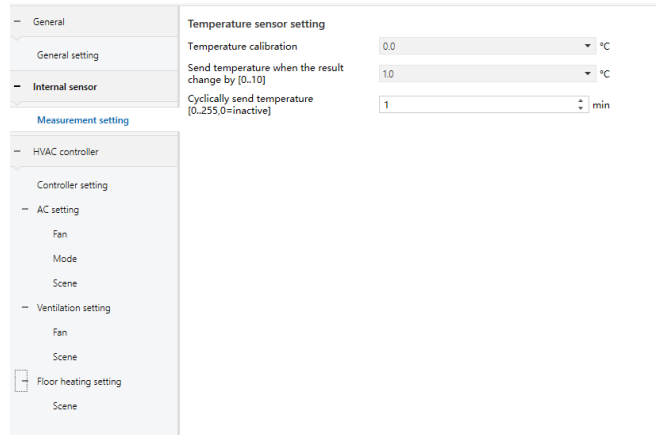 General
General setting
Internal sensor
Measurement setting
HVAC controller
Controller setting
AC setting
Fan
Mode
Scene
Ventilation setting
Fan
Scene
Floor heating setting
Scene
Temperature sensor setting
Temperature calibration
0.0
°C
Send temperature when the result
change by [0..10]
1.0
°C
Cyclically send temperature
[0..255,0=inactive]
1
min